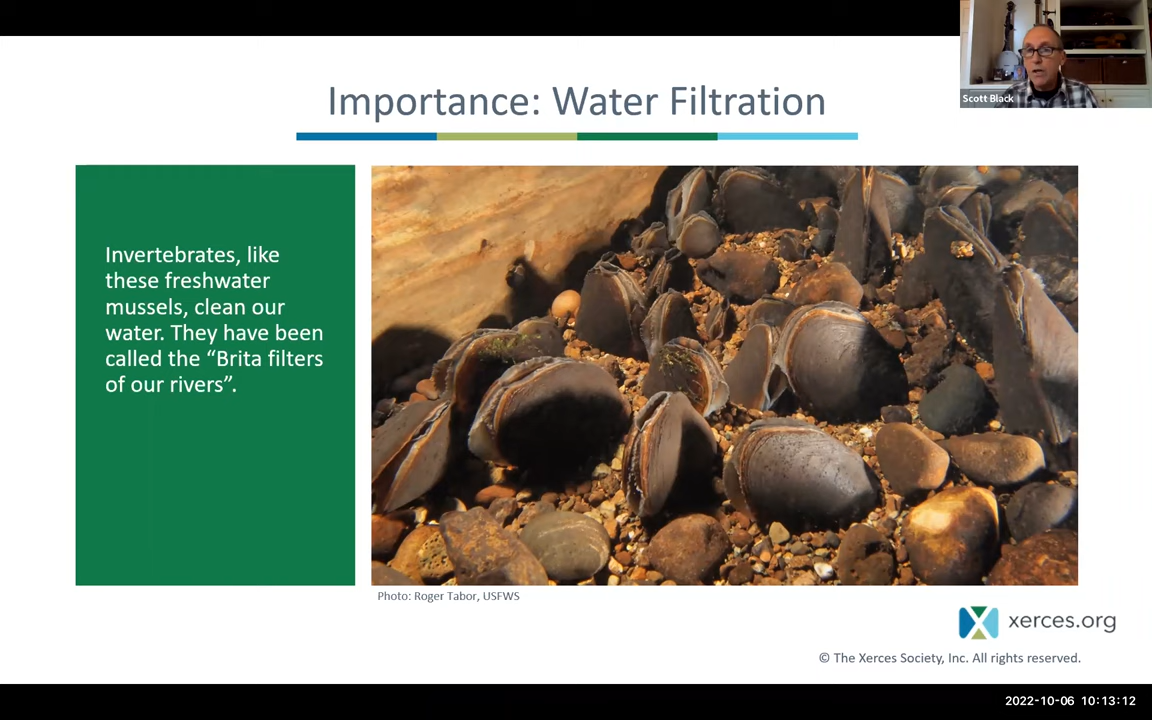 Importance: Water Filtration
Scott Black
Invertebrates, like
these freshwater
mussels, clean our
water. They have been
called the “Brita filters
of our rivers”.
Photo: Roger Tabor, USFWS
xerces.org
© The Xerces Society, Inc. All rights reserved.
2022-10-06 10:13:12